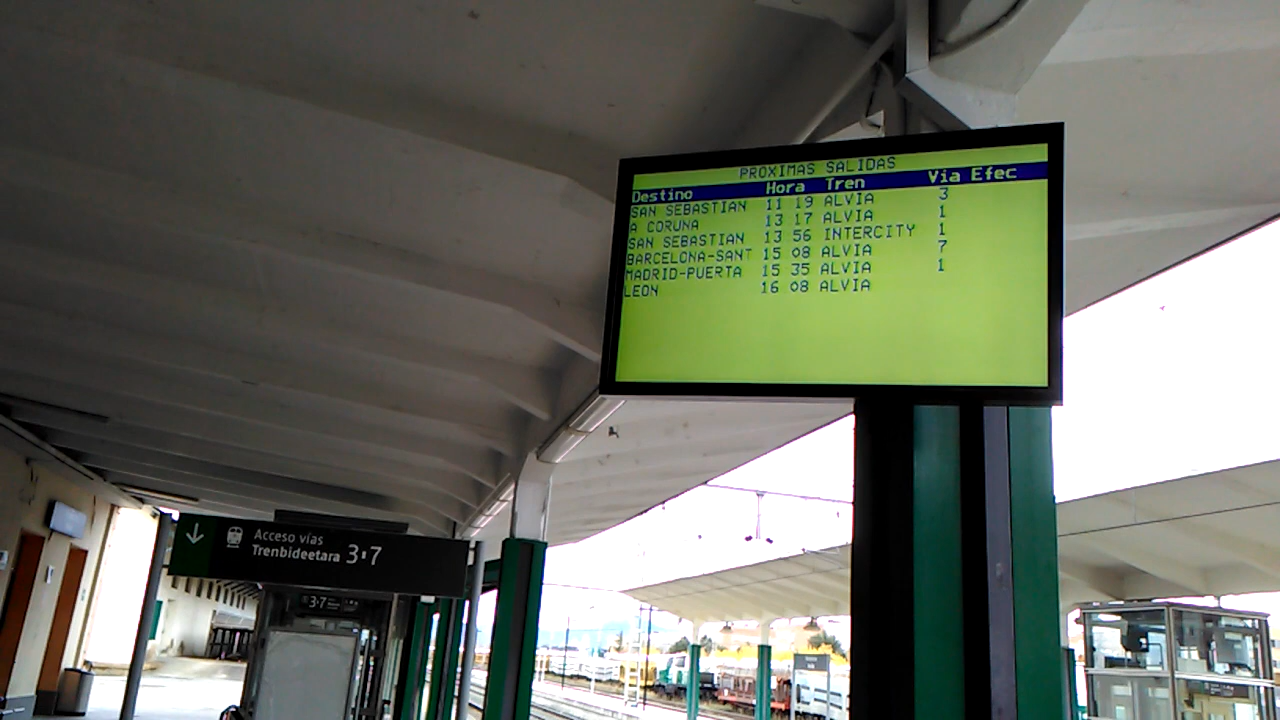 PROXIMAS SALIDAS
Destino Hora Tren Via Efec
SAN SEBASTIAN 11 19 ALVIA 3
A CORUNA 13 17 ALVIA 1
SAN SEBASTIAN 13 56 INTERCITY 1
BARCELONA-SANT 15 08 ALVIA 7
MADRID-PUERTA 15 35 ALVIA 1
LEON 16 08 ALVIA
Acceso vías
Trenbideetara 3·7
3·7